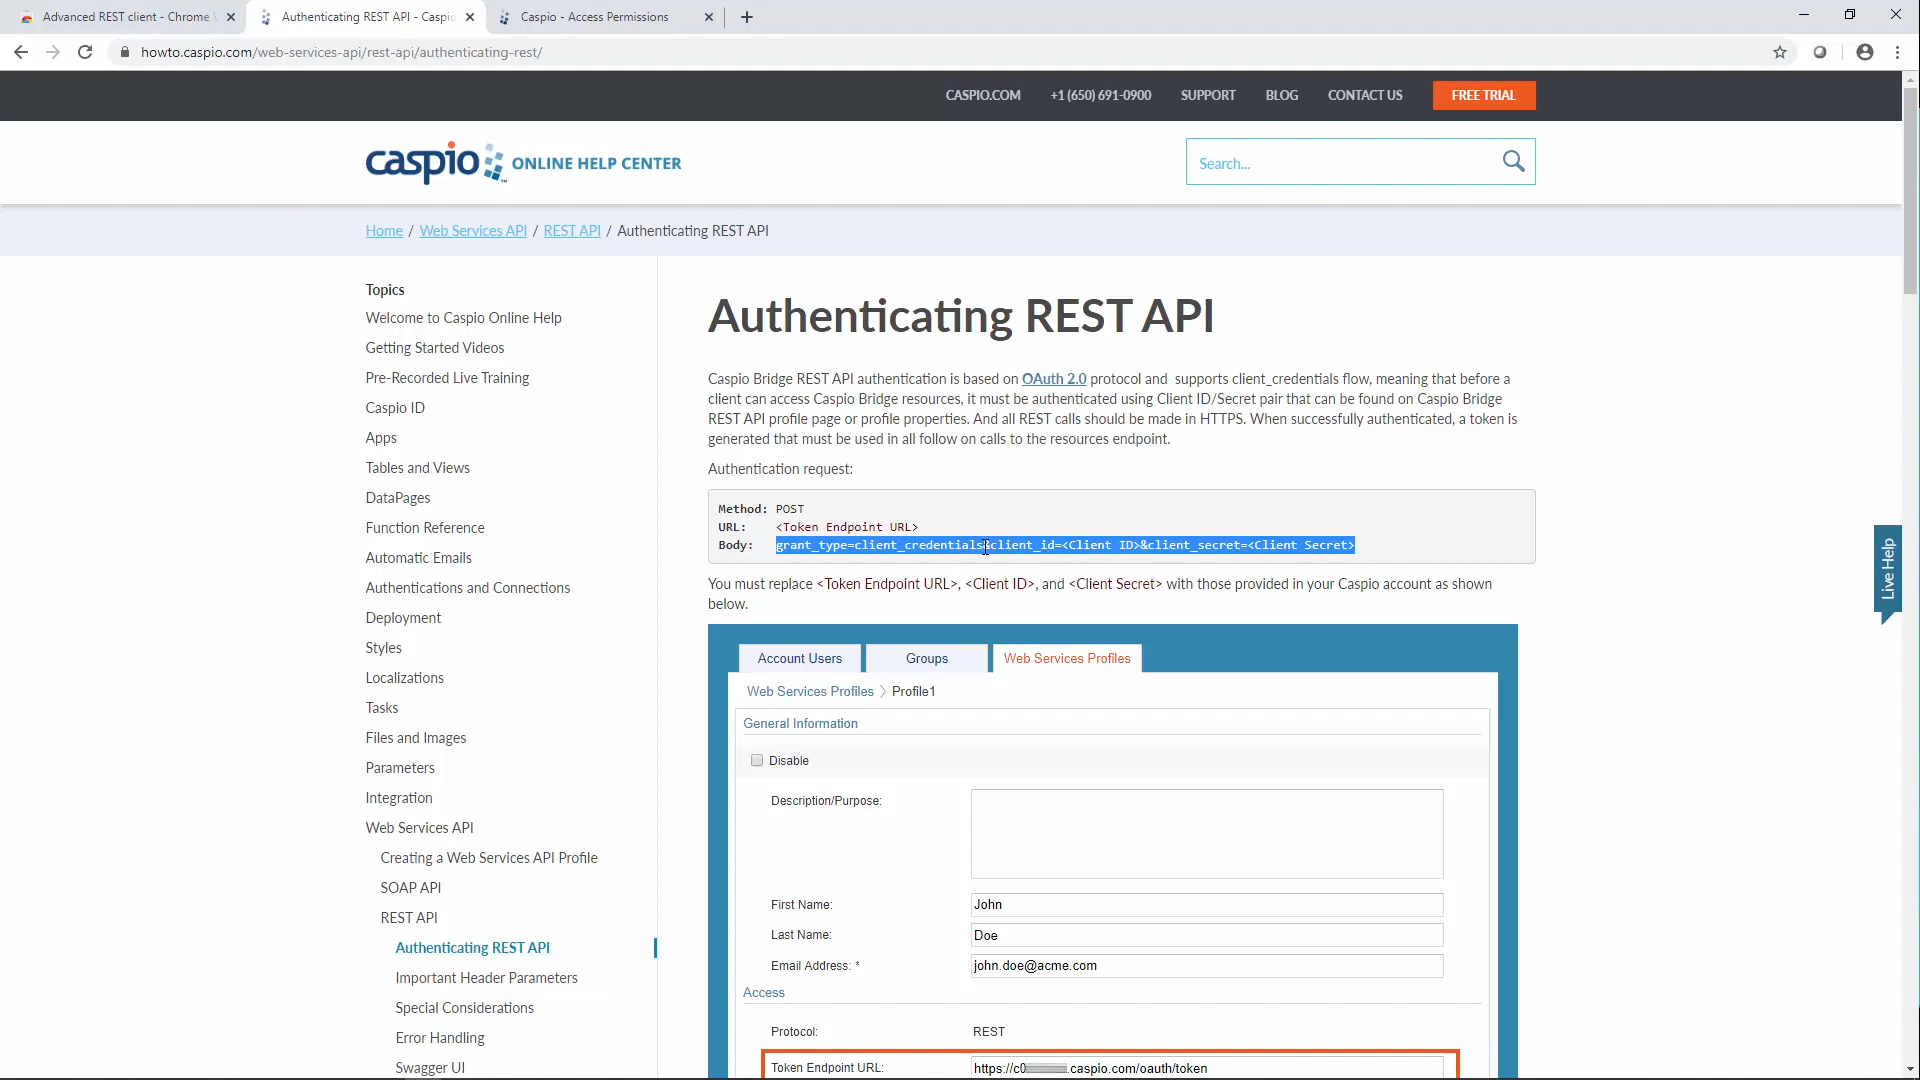 Advanced REST client - Chrome
Authenticating REST API - Caspio
Caspio - Access Permissions
howto.caspio.com/web-services-api/rest-api/authenticating-rest/
CASPIO.COM
+1 (650) 691-0900
SUPPORT
BLOG
CONTACT US
FREE TRIAL
caspio ONLINE HELP CENTER
Search...
Home / Web Services API / REST API / Authenticating REST API
Topics
Welcome to Caspio Online Help
Getting Started Videos
Pre-Recorded Live Training
Caspio ID
Apps
Tables and Views
DataPages
Function Reference
Automatic Emails
Authentications and Connections
Deployment
Styles
Localizations
Tasks
Files and Images
Parameters
Integration
Web Services API
Creating a Web Services API Profile
SOAP API
REST API
Authenticating REST API
Important Header Parameters
Special Considerations
Error Handling
Swagger UI
Authenticating REST API
Caspio Bridge REST API authentication is based on OAuth 2.0 protocol and supports client_credentials flow, meaning that before a
client can access Caspio Bridge resources, it must be authenticated using Client ID/Secret pair that can be found on Caspio Bridge
REST API profile page or profile properties. And all REST calls should be made in HTTPS. When successfully authenticated, a token is
generated that must be used in all follow on calls to the resources endpoint.
Authentication request:
Method: POST
URL: <Token Endpoint URL>
Body: grant_type=client_credentials&client_id=<Client ID>&client_secret=<Client Secret>
You must replace <Token Endpoint URL>, <Client ID>, and <Client Secret> with those provided in your Caspio account as shown
below.
Account Users
Groups
Web Services Profiles
Web Services Profiles > Profile1
General Information
Disable
Description/Purpose:
First Name: John
Last Name: Doe
Email Address: * john.doe@acme.com
Access
Protocol: REST
Token Endpoint URL: https://c0 .caspio.com/oauth/token
Live Help